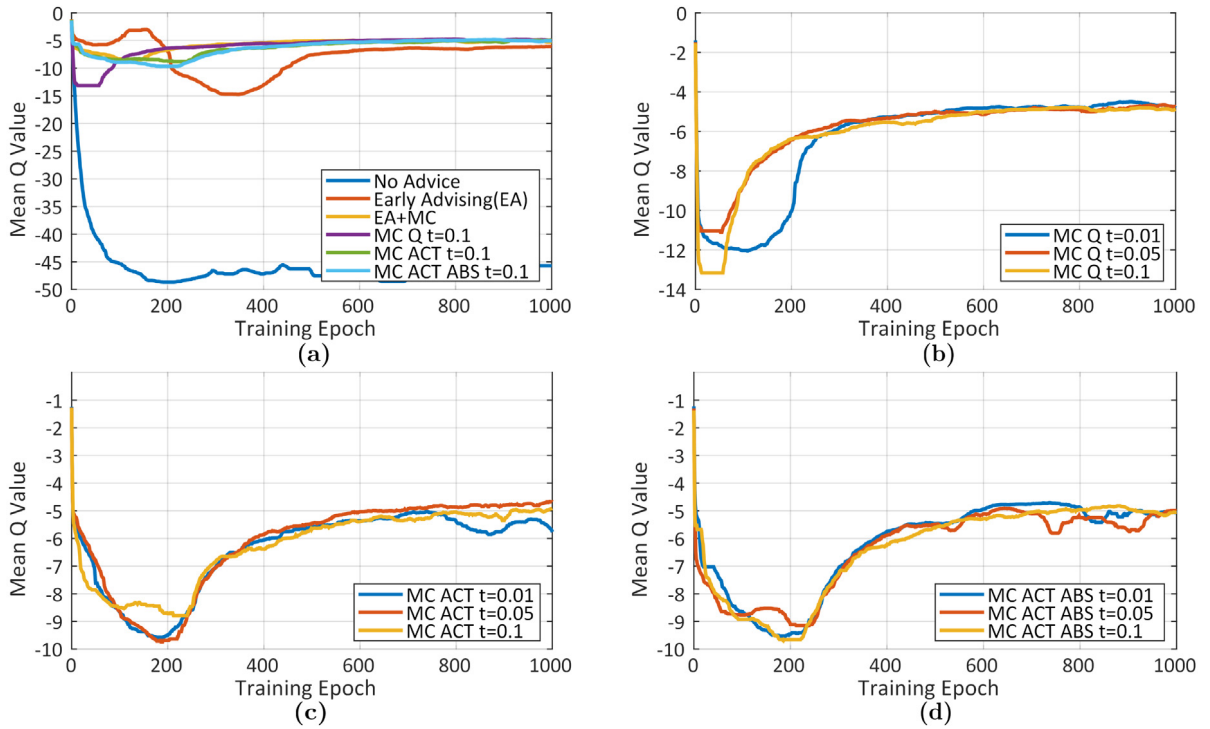 0
-5
-10
-15
-20
-25
-30
-35
-40
-45
-50
Mean Q Value
0 200 400 600 800 1000
Training Epoch
No Advice
Early Advising(EA)
EA+MC
MC Q t=0.1
MC ACT t=0.1
MC ACT ABS t=0.1
(a)
0
-2
-4
-6
-8
-10
-12
-14
Mean Q Value
0 200 400 600 800 1000
Training Epoch
MC Q t=0.01
MC Q t=0.05
MC Q t=0.1
(b)
-1
-2
-3
-4
-5
-6
-7
-8
-9
-10
Mean Q Value
0 200 400 600 800 1000
Training Epoch
MC ACT t=0.01
MC ACT t=0.05
MC ACT t=0.1
(c)
-1
-2
-3
-4
-5
-6
-7
-8
-9
-10
Mean Q Value
0 200 400 600 800 1000
Training Epoch
MC ACT ABS t=0.01
MC ACT ABS t=0.05
MC ACT ABS t=0.1
(d)